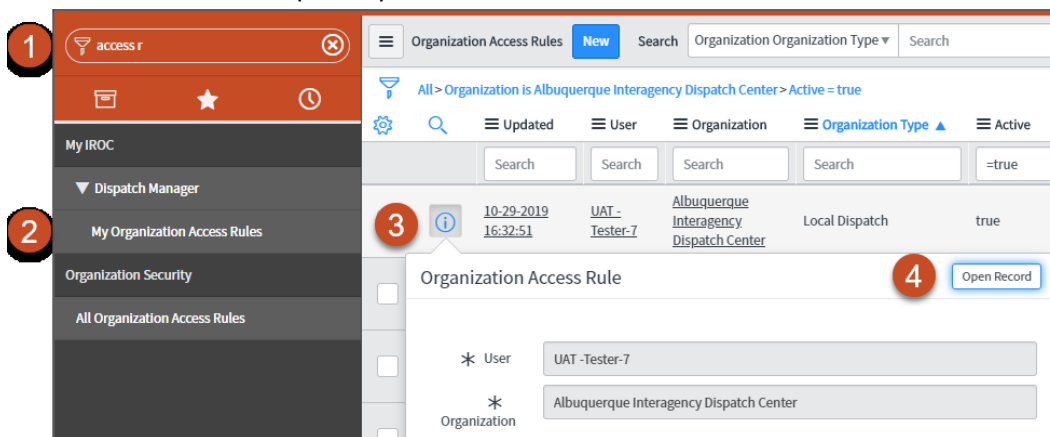 1
access r
Organization Access Rules New Search Organization Organization Type Search
All > Organization is Albuquerque Interagency Dispatch Center > Active = true
Updated User Organization Organization Type Active
Search Search Search Search =true
My IROC
Dispatch Manager
2
My Organization Access Rules
Organization Security
All Organization Access Rules
3
10-29-2019
16:32:51
UAT -
Tester-7
Albuquerque
Interagency
Dispatch Center
Local Dispatch
true
Organization Access Rule
4
Open Record
User
UAT -Tester-7
Organization
Albuquerque Interagency Dispatch Center